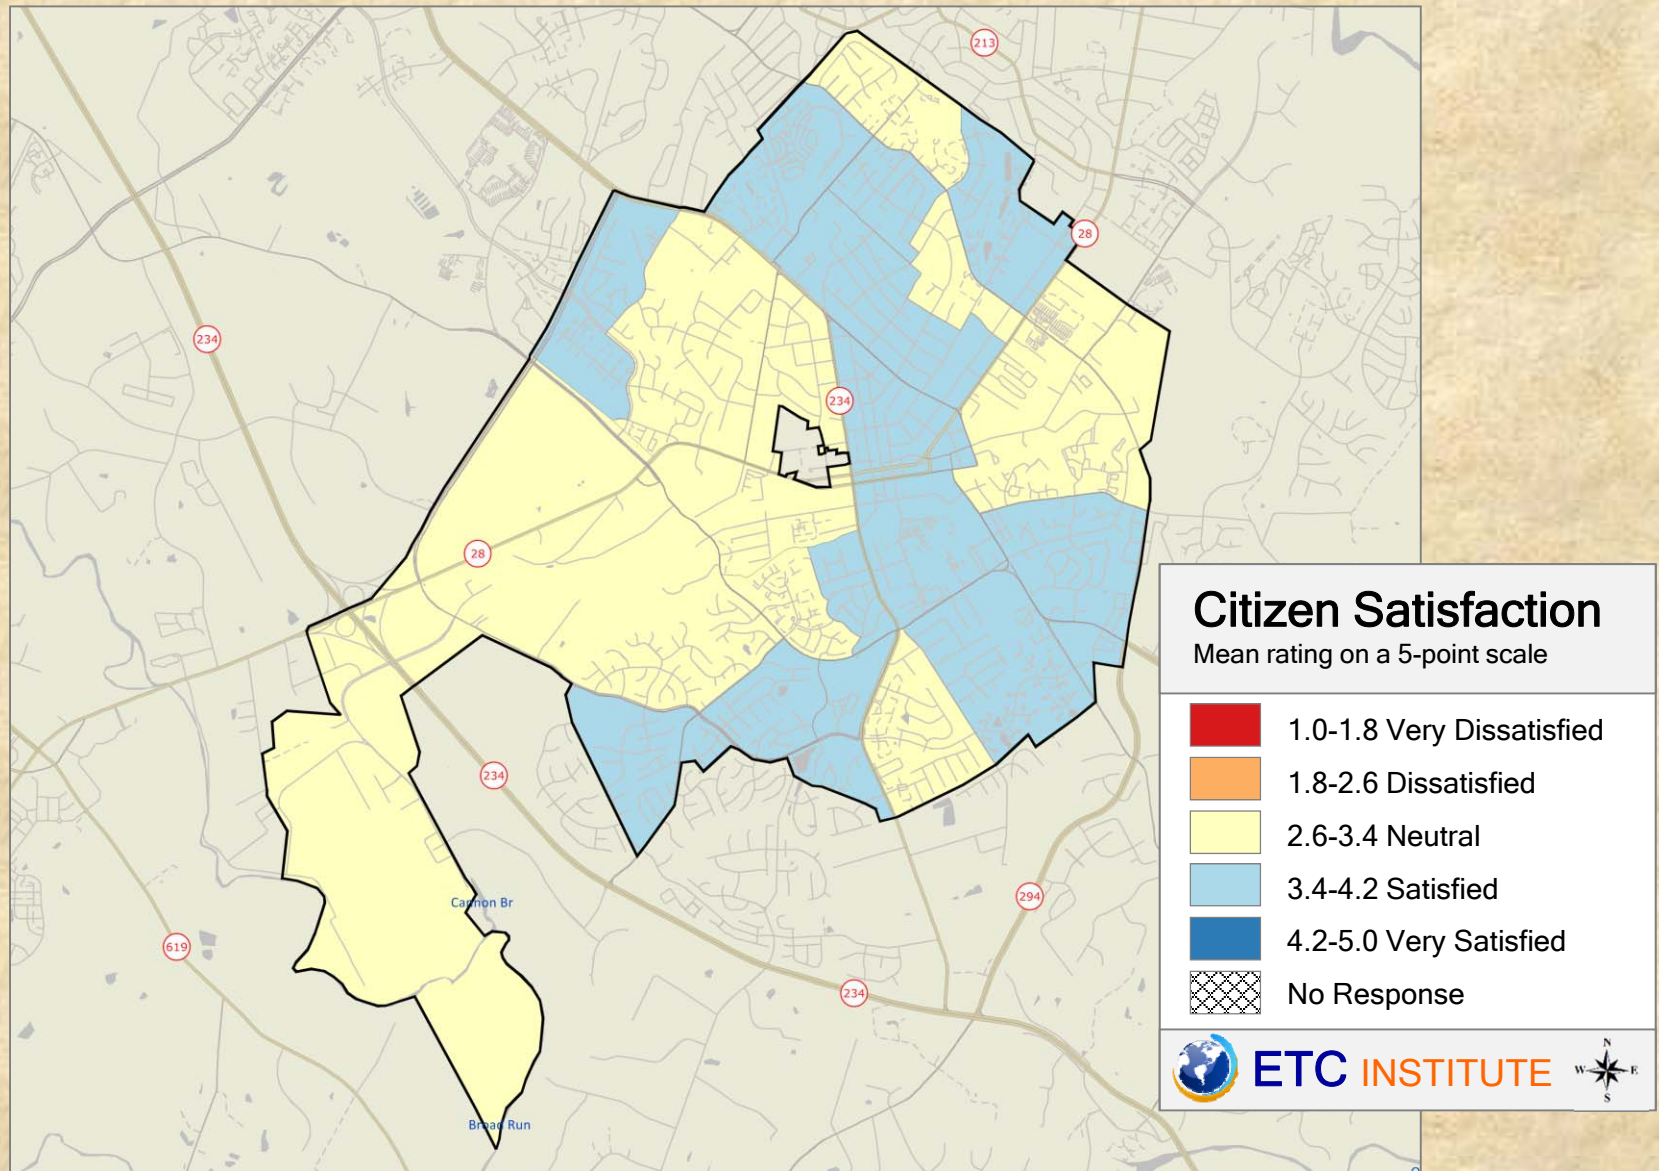 213
28
234
234
28
Citizen Satisfaction
Mean rating on a 5-point scale
1.0-1.8 Very Dissatisfied
1.8-2.6 Dissatisfied
2.6-3.4 Neutral
3.4-4.2 Satisfied
4.2-5.0 Very Satisfied
No Response
ETC INSTITUTE
N
W E
S
234
294
Cannon Br
619
234
Broad Run